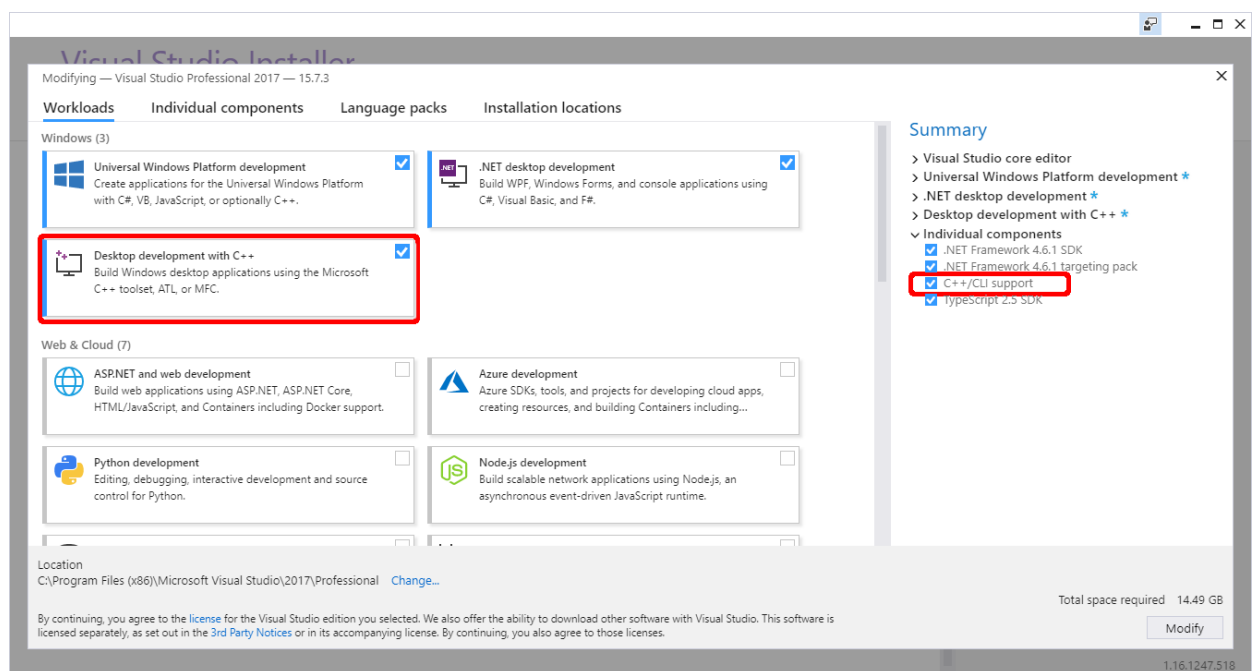 Visual Studio Installer
Modifying — Visual Studio Professional 2017 — 15.7.3
Workloads
Individual components
Language packs
Installation locations
Windows (3)
Universal Windows Platform development
Create applications for the Universal Windows Platform
with C#, VB, JavaScript, or optionally C++.
.NET
.NET desktop development
Build WPF, Windows Forms, and console applications using
C#, Visual Basic, and F#.
Desktop development with C++
Build Windows desktop applications using the Microsoft
C++ toolset, ATL, or MFC.
Web & Cloud (7)
ASP.NET and web development
Build web applications using ASP.NET, ASP.NET Core,
HTML/JavaScript, and Containers including Docker support.
Azure development
Azure SDKs, tools, and projects for developing cloud apps,
creating resources, and building Containers including...
Python development
Editing, debugging, interactive development and source
control for Python.
JS
Node.js development
Build scalable network applications using Node.js, an
asynchronous event-driven JavaScript runtime.
Summary
Visual Studio core editor
Universal Windows Platform development *
.NET desktop development *
Desktop development with C++ *
Individual components
.NET Framework 4.6.1 SDK
.NET Framework 4.6.1 targeting pack
C++/CLI support
TypeScript 2.5 SDK
Location
C:\Program Files (x86)\Microsoft Visual Studio\2017\Professional Change...
By continuing, you agree to the license for the Visual Studio edition you selected. We also offer the ability to download other software with Visual Studio. This software is
licensed separately, as set out in the 3rd Party Notices or in its accompanying license. By continuing, you also agree to those licenses.
Total space required 14.49 GB
Modify
1.16.1247.518